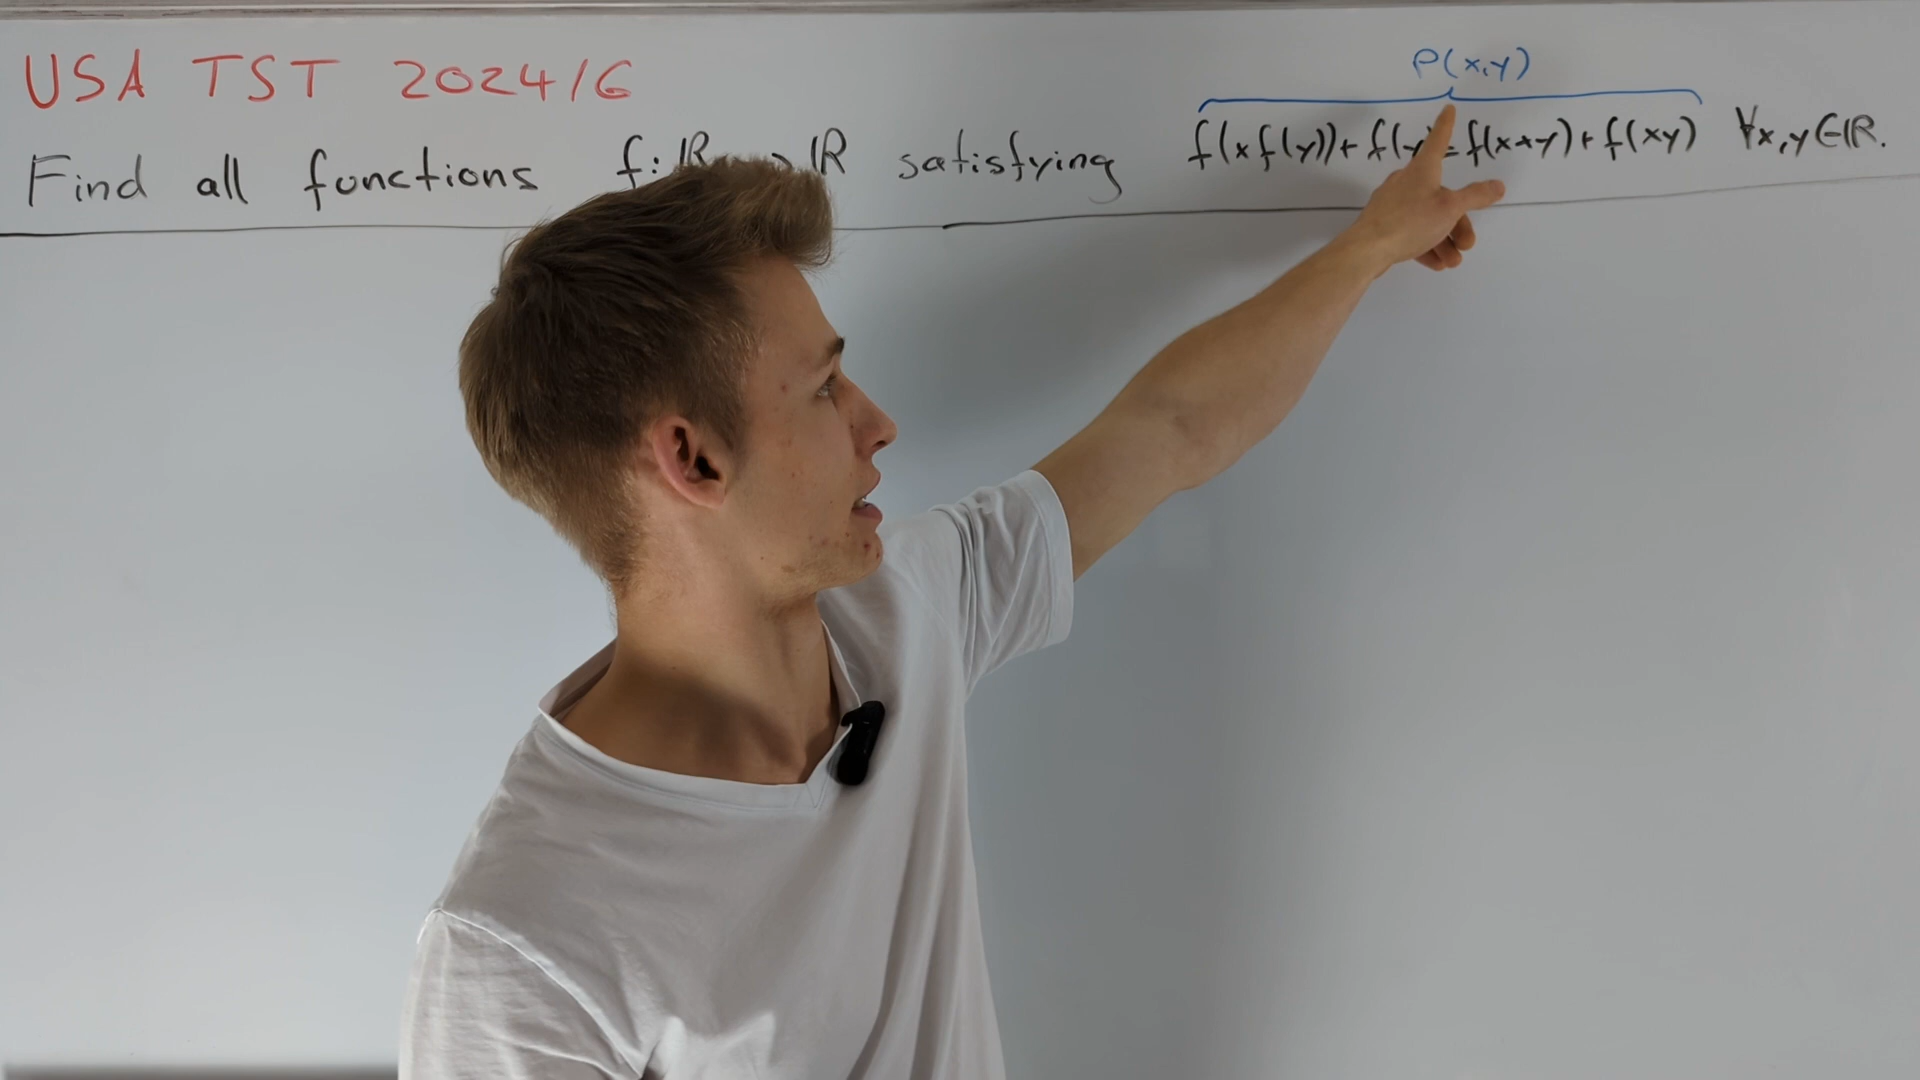 USA TST 2024/6
P(x,y)
Find all functions f: ℝ → ℝ satisfying f(xf(y))+f(y)=f(x+y)+f(xy) ∀x,y∈ℝ.